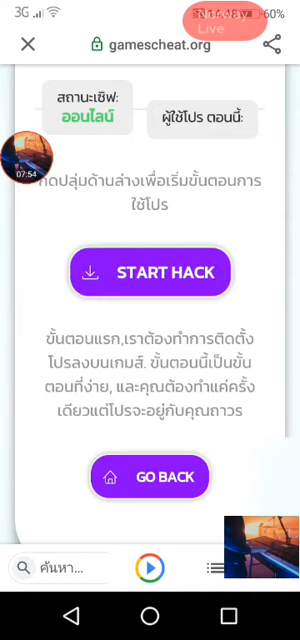 3G 14:48 60%
Live
gamescheat.org
สถานะเซิฟ:
ออนไลน์
ผู้ใช้โปร ตอนนี้:
07:54
กดปุ่มด้านล่างเพื่อเริ่มขั้นตอนการ
ใช้โปร
START HACK
ขั้นตอนแรก,เราต้องทำการติดตั้ง
โปรลงบนเกมส์. ขั้นตอนนี้เป็นขั้น
ตอนที่ง่าย, และคุณต้องทำแค่ครั้ง
เดียวแต่โปรจะอยู่กับคุณถาวร
GO BACK
ค้นหา...